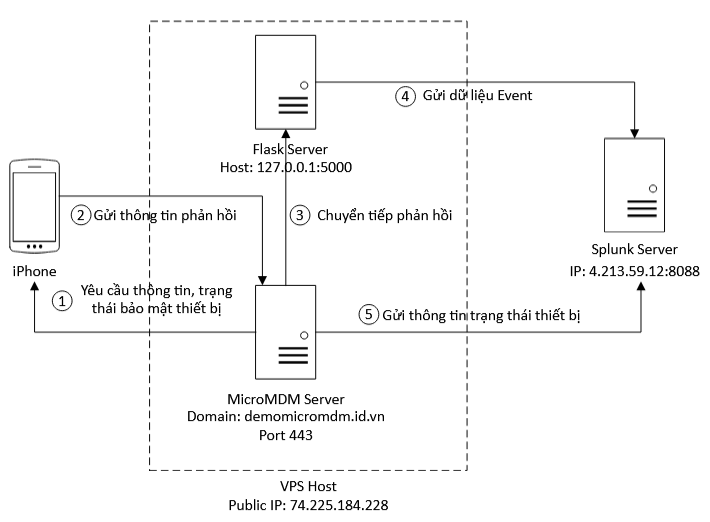 4 Gửi dữ liệu Event
Flask Server
Host: 127.0.0.1:5000
2 Gửi thông tin phản hồi
3 Chuyển tiếp phản hồi
Splunk Server
IP: 4.213.59.12:8088
iPhone
1 Yêu cầu thông tin, trạng
thái bảo mật thiết bị
5 Gửi thông tin trạng thái thiết bị
MicroMDM Server
Domain: demomicromdm.id.vn
Port 443
VPS Host
Public IP: 74.225.184.228